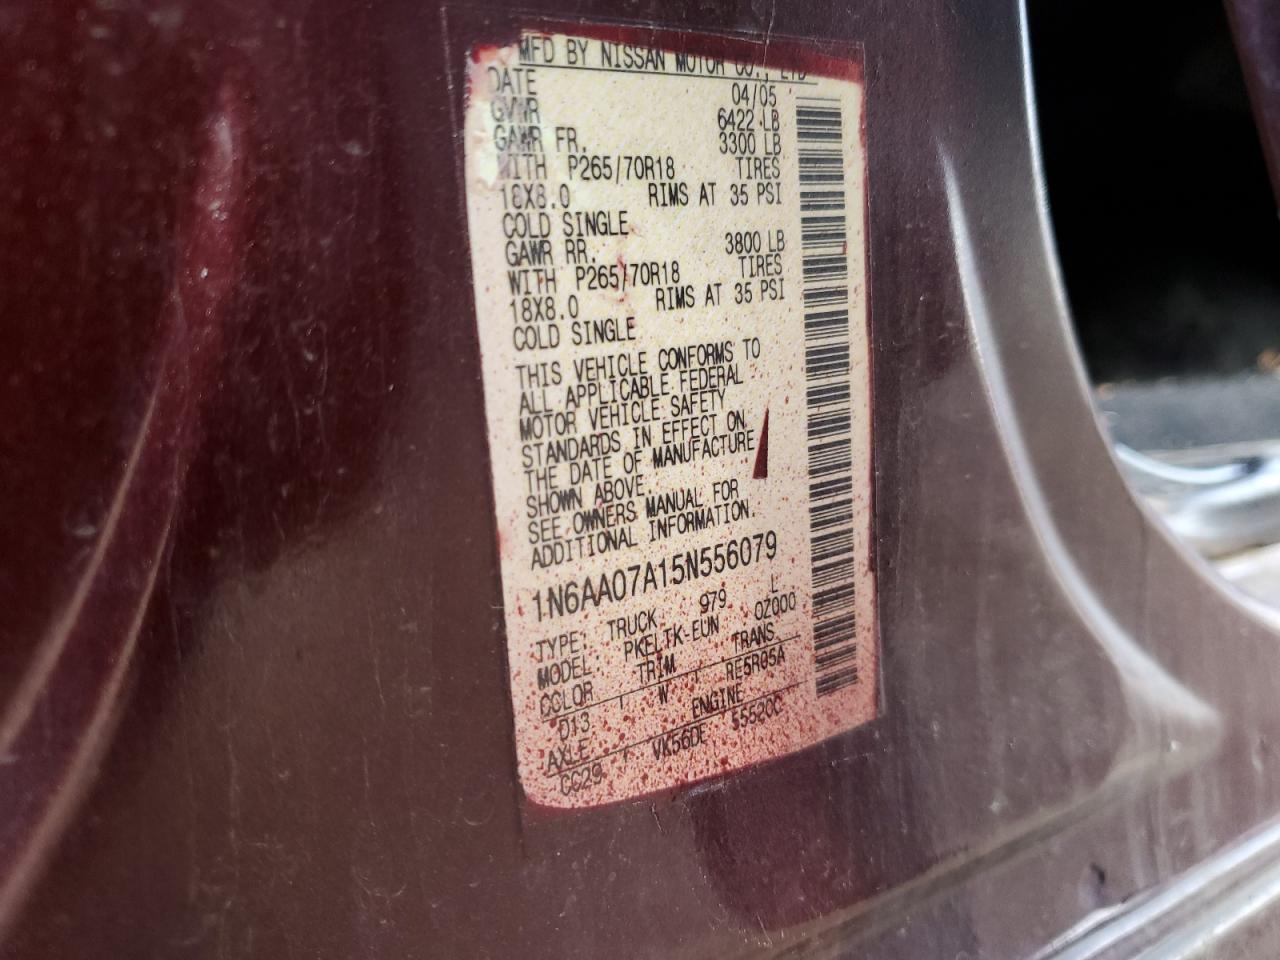 MFD BY NISSAN MOTOR CO., LTD
DATE 04/05
GVWR 6422 LB
GAWR FR. 3300 LB
WITH P265/70R18 TIRES
18X8.0 RIMS AT 35 PSI
COLD SINGLE
GAWR RR. 3800 LB
WITH P265/70R18 TIRES
18X8.0 RIMS AT 35 PSI
COLD SINGLE
THIS VEHICLE CONFORMS TO
ALL APPLICABLE FEDERAL
MOTOR VEHICLE SAFETY
STANDARDS IN EFFECT ON
THE DATE OF MANUFACTURE
SHOWN ABOVE
SEE OWNERS MANUAL FOR
ADDITIONAL INFORMATION.
1N6AA07A15N556079
TYPE: TRUCK 979 L
MODEL: PKELTK-EUN 0Z000
COLOR TRIM TRANS
D13 W RE5R05A
AXLE ENGINE
CG29 VK56DE 55520C